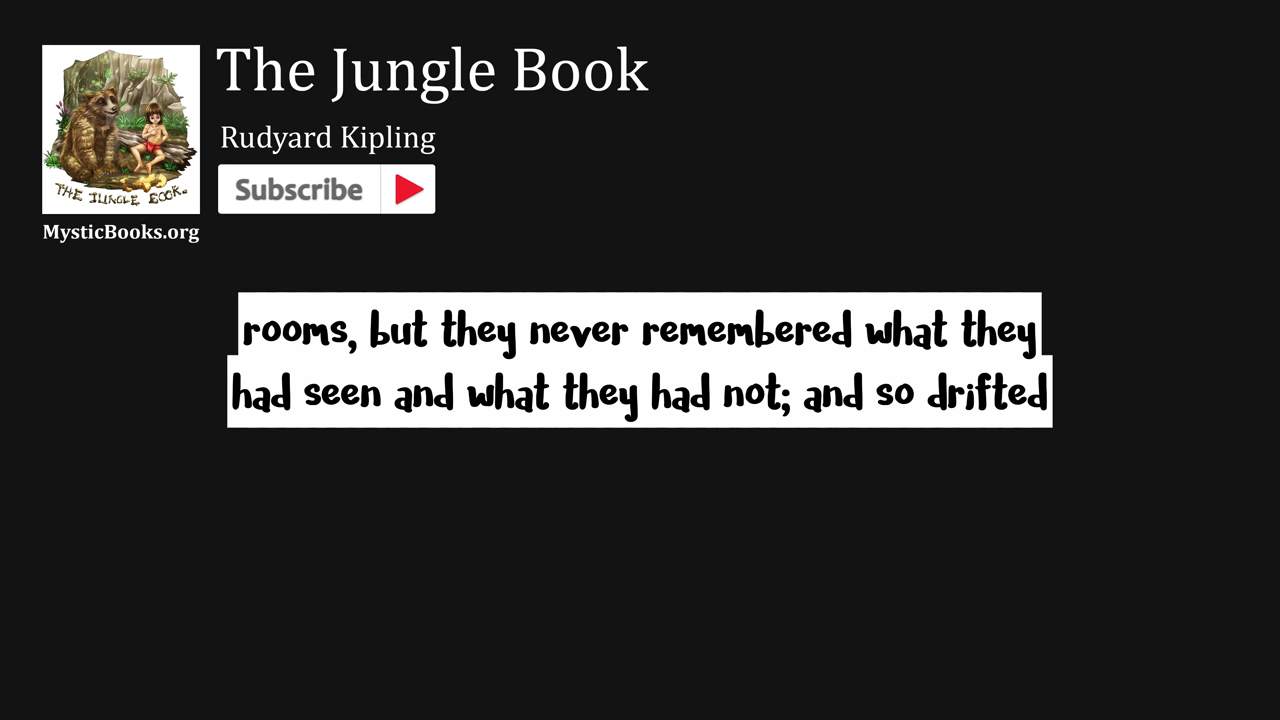 The Jungle Book
Rudyard Kipling
Subscribe
THE JUNGLE BOOK.
MysticBooks.org
rooms, but they never remembered what they
had seen and what they had not; and so drifted